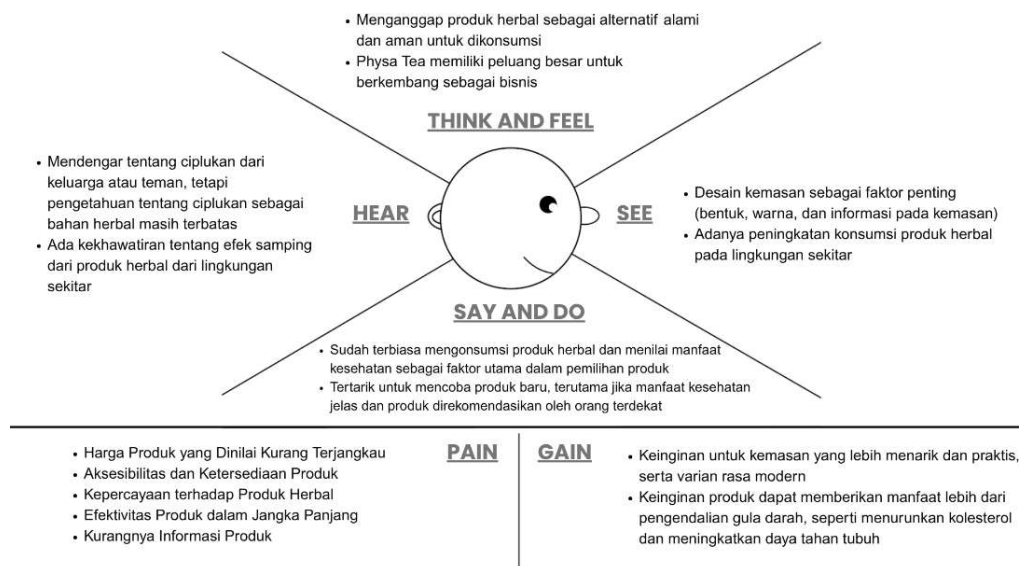 • Menganggap produk herbal sebagai alternatif alami
dan aman untuk dikonsumsi
• Physa Tea memiliki peluang besar untuk
berkembang sebagai bisnis
THINK AND FEEL
• Mendengar tentang ciplukan dari
keluarga atau teman, tetapi
pengetahuan tentang ciplukan sebagai
bahan herbal masih terbatas
• Ada kekhawatiran tentang efek samping
dari produk herbal dari lingkungan
sekitar
HEAR
SEE
• Desain kemasan sebagai faktor penting
(bentuk, warna, dan informasi pada kemasan)
• Adanya peningkatan konsumsi produk herbal
pada lingkungan sekitar
SAY AND DO
• Sudah terbiasa mengonsumsi produk herbal dan menilai manfaat
kesehatan sebagai faktor utama dalam pemilihan produk
• Tertarik untuk mencoba produk baru, terutama jika manfaat kesehatan
jelas dan produk direkomendasikan oleh orang terdekat
PAIN
• Harga Produk yang Dinilai Kurang Terjangkau
• Aksesibilitas dan Ketersediaan Produk
• Kepercayaan terhadap Produk Herbal
• Efektivitas Produk dalam Jangka Panjang
• Kurangnya Informasi Produk
GAIN
• Keinginan untuk kemasan yang lebih menarik dan praktis,
serta varian rasa modern
• Keinginan produk dapat memberikan manfaat lebih dari
pengendalian gula darah, seperti menurunkan kolesterol
dan meningkatkan daya tahan tubuh